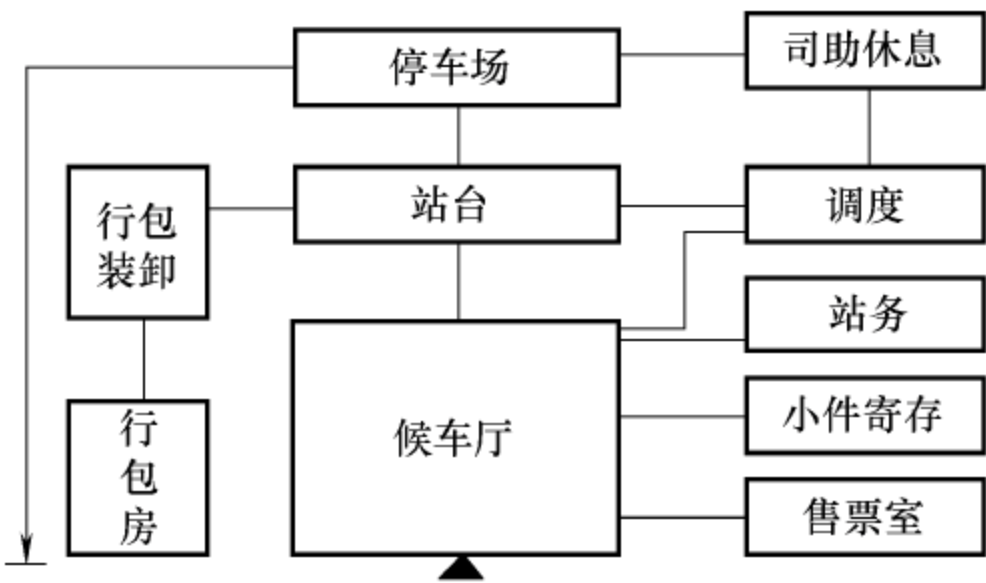 停车场
司助休息
行包
装卸
站台
调度
站务
候车厅
小件寄存
行
包
房
售票室